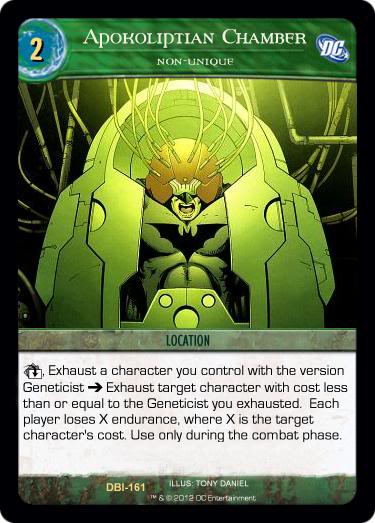 2
APOKOLIPTIAN CHAMBER
NON-UNIQUE
DC
LOCATION
, Exhaust a character you control with the version
Geneticist ➔ Exhaust target character with cost less
than or equal to the Geneticist you exhausted. Each
player loses X endurance, where X is the target
character's cost. Use only during the combat phase.
DBI-161
ILLUS: TONY DANIEL
™ & © 2012 DC Entertainment